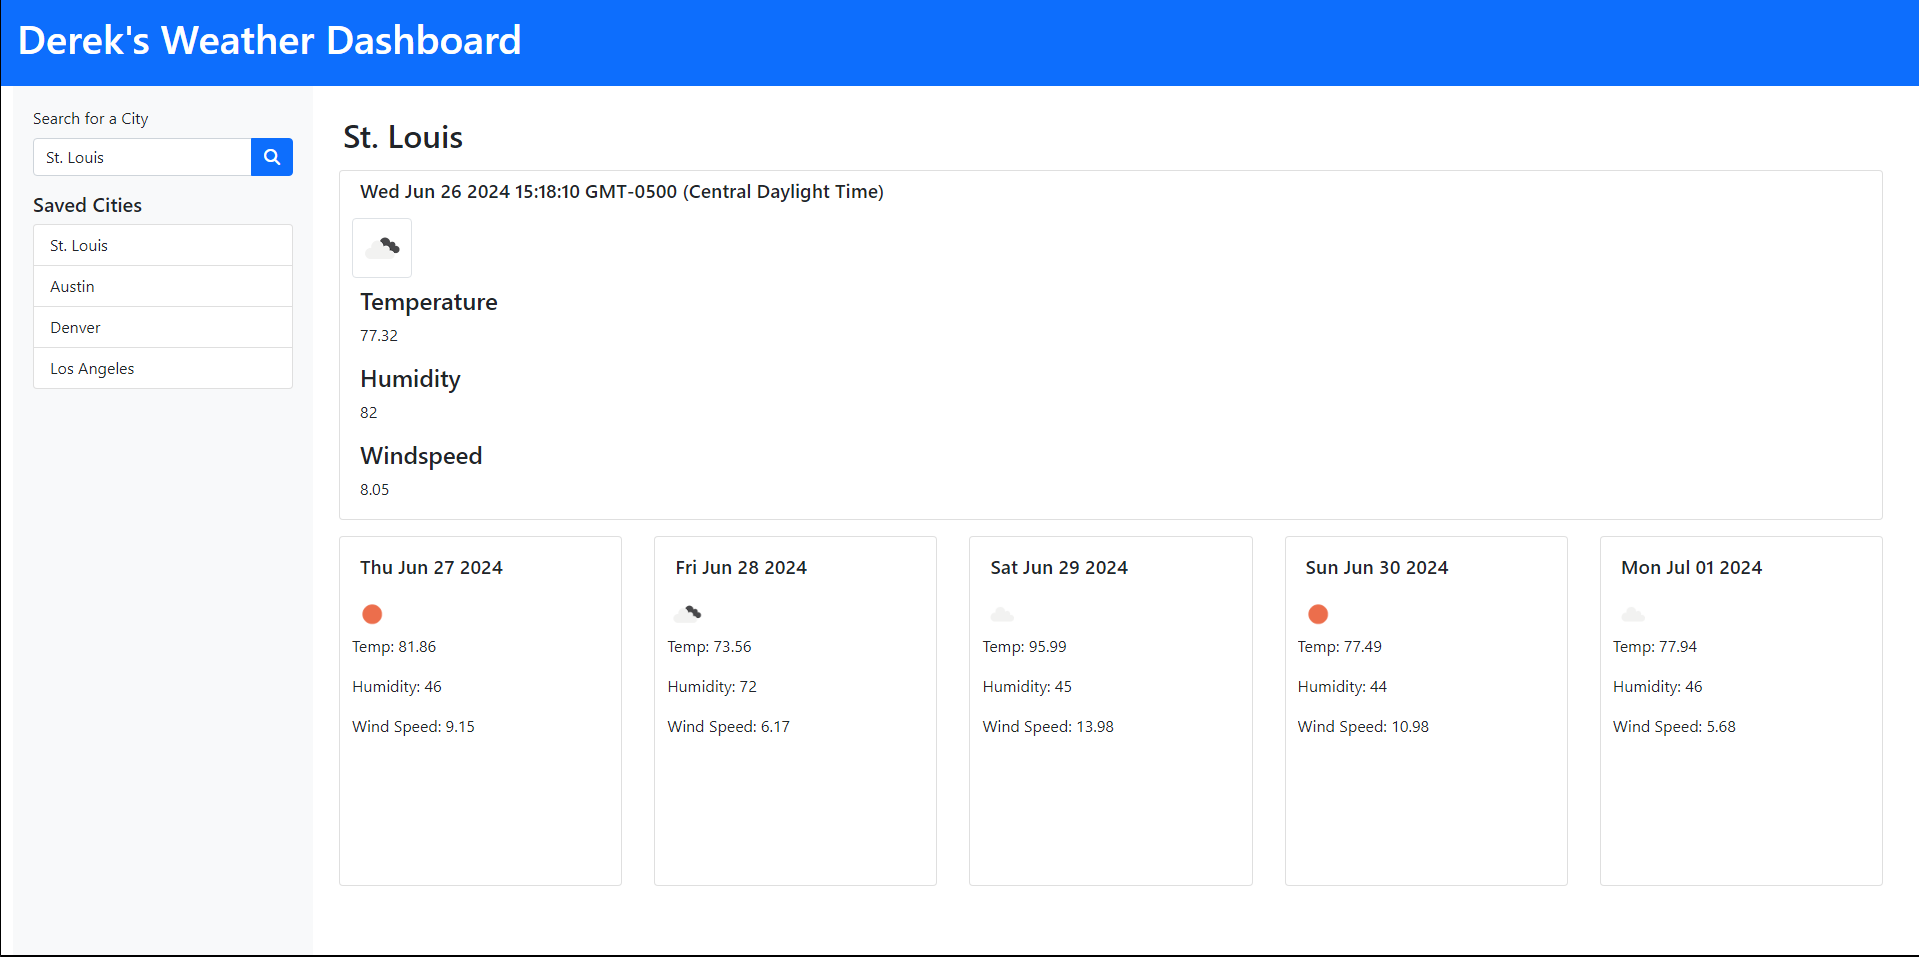 Derek's Weather Dashboard
Search for a City
St. Louis
Saved Cities
St. Louis
Austin
Denver
Los Angeles
St. Louis
Wed Jun 26 2024 15:18:10 GMT-0500 (Central Daylight Time)
Temperature
77.32
Humidity
82
Windspeed
8.05
Thu Jun 27 2024
Temp: 81.86
Humidity: 46
Wind Speed: 9.15
Fri Jun 28 2024
Temp: 73.56
Humidity: 72
Wind Speed: 6.17
Sat Jun 29 2024
Temp: 95.99
Humidity: 45
Wind Speed: 13.98
Sun Jun 30 2024
Temp: 77.49
Humidity: 44
Wind Speed: 10.98
Mon Jul 01 2024
Temp: 77.94
Humidity: 46
Wind Speed: 5.68